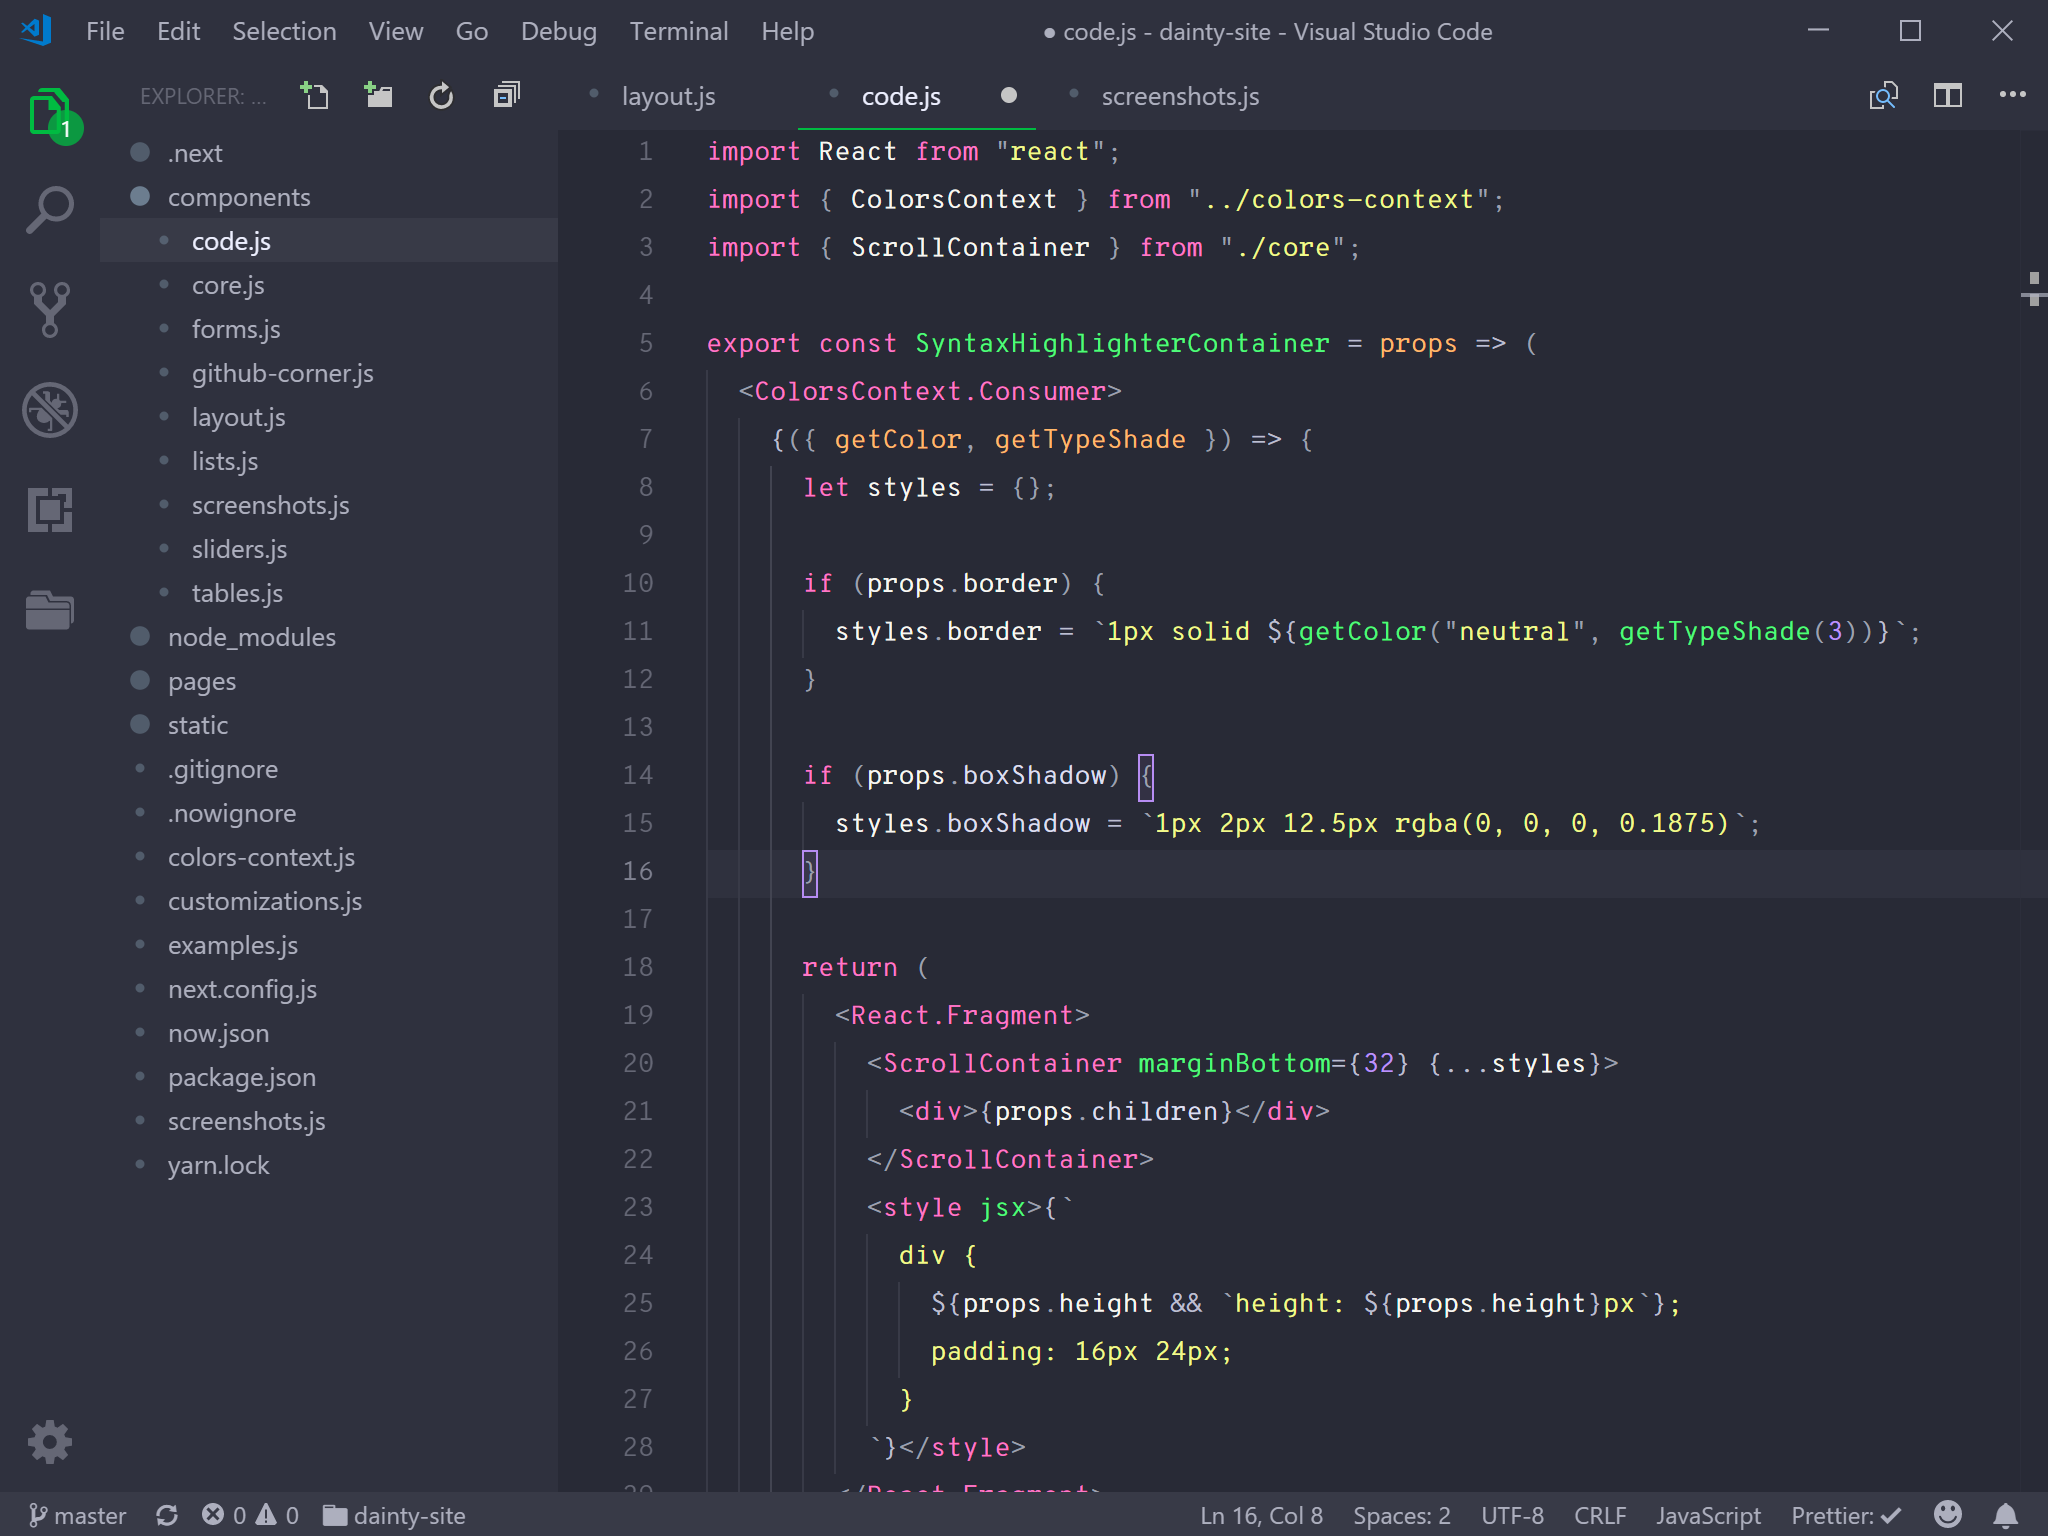 File Edit Selection View Go Debug Terminal Help
● code.js - dainty-site - Visual Studio Code
1
EXPLORER: ...
.next
components
code.js
core.js
forms.js
github-corner.js
layout.js
lists.js
screenshots.js
sliders.js
tables.js
node_modules
pages
static
.gitignore
.nowignore
colors-context.js
customizations.js
examples.js
next.config.js
now.json
package.json
screenshots.js
yarn.lock
layout.js code.js screenshots.js
1 import React from "react";
2 import { ColorsContext } from "../colors-context";
3 import { ScrollContainer } from "./core";
4
5 export const SyntaxHighlighterContainer = props => (
6   <ColorsContext.Consumer>
7     {({ getColor, getTypeShade }) => {
8       let styles = {};
9
10       if (props.border) {
11         styles.border = `1px solid ${getColor("neutral", getTypeShade(3))}`;
12       }
13
14       if (props.boxShadow) {
15         styles.boxShadow = `1px 2px 12.5px rgba(0, 0, 0, 0.1875)`;
16       }
17
18       return (
19         <React.Fragment>
20           <ScrollContainer marginBottom={32} {...styles}>
21             <div>{props.children}</div>
22           </ScrollContainer>
23           <style jsx>{`
24             div {
25               ${props.height && `height: ${props.height}px`};
26               padding: 16px 24px;
27             }
28           `}</style>
29         </React.Fragment>
master 0 0 dainty-site
Ln 16, Col 8 Spaces: 2 UTF-8 CRLF JavaScript Prettier: ✓